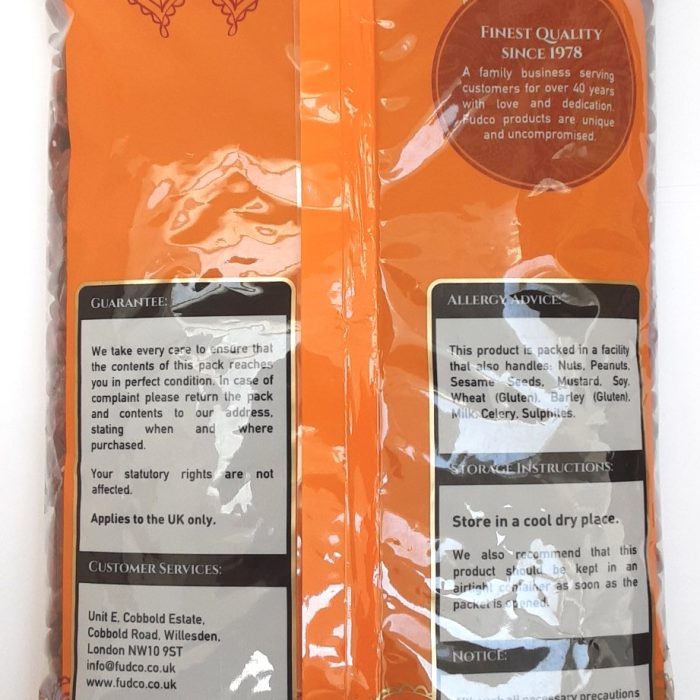 FINEST QUALITY
SINCE 1978
A family business serving
customers for over 40 years
with love and dedication.
Fudco products are unique
and uncompromised.
GUARANTEE:
We take every care to ensure that
the contents of this pack reaches
you in perfect condition. In case of
complaint please return the pack
and contents to our address,
stating when and where
purchased.
Your statutory rights are not
affected.
Applies to the UK only.
CUSTOMER SERVICES:
Unit E, Cobbold Estate,
Cobbold Road, Willesden,
London NW10 9ST
info@fudco.co.uk
www.fudco.co.uk
ALLERGY ADVICE:
This product is packed in a facility
that also handles: Nuts, Peanuts,
Sesame Seeds, Mustard, Soy,
Wheat (Gluten), Barley (Gluten),
Milk, Celery, Sulphites.
STORAGE INSTRUCTIONS:
Store in a cool dry place.
We also recommend that this
product should be kept in an
airtight container as soon as the
packet is opened.
NOTICE:
Although all necessary precautions